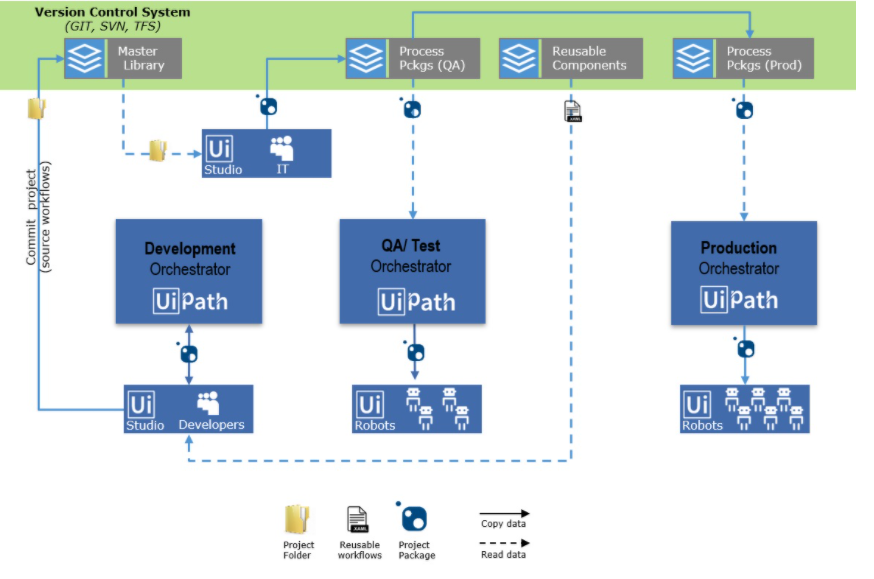 Version Control System
(GIT, SVN, TFS)
Master
Library
Process
Pckgs (QA)
Reusable
Components
Process
Pckgs (Prod)
XAML
Ui
Studio
IT
Commit project
(source workflows)
Development
Orchestrator
UiPath
QA/ Test
Orchestrator
UiPath
Production
Orchestrator
UiPath
Ui
Studio
Developers
Ui
Robots
Ui
Robots
XAML
Project
Folder
Reusable
workflows
Project
Package
Copy data
Read data